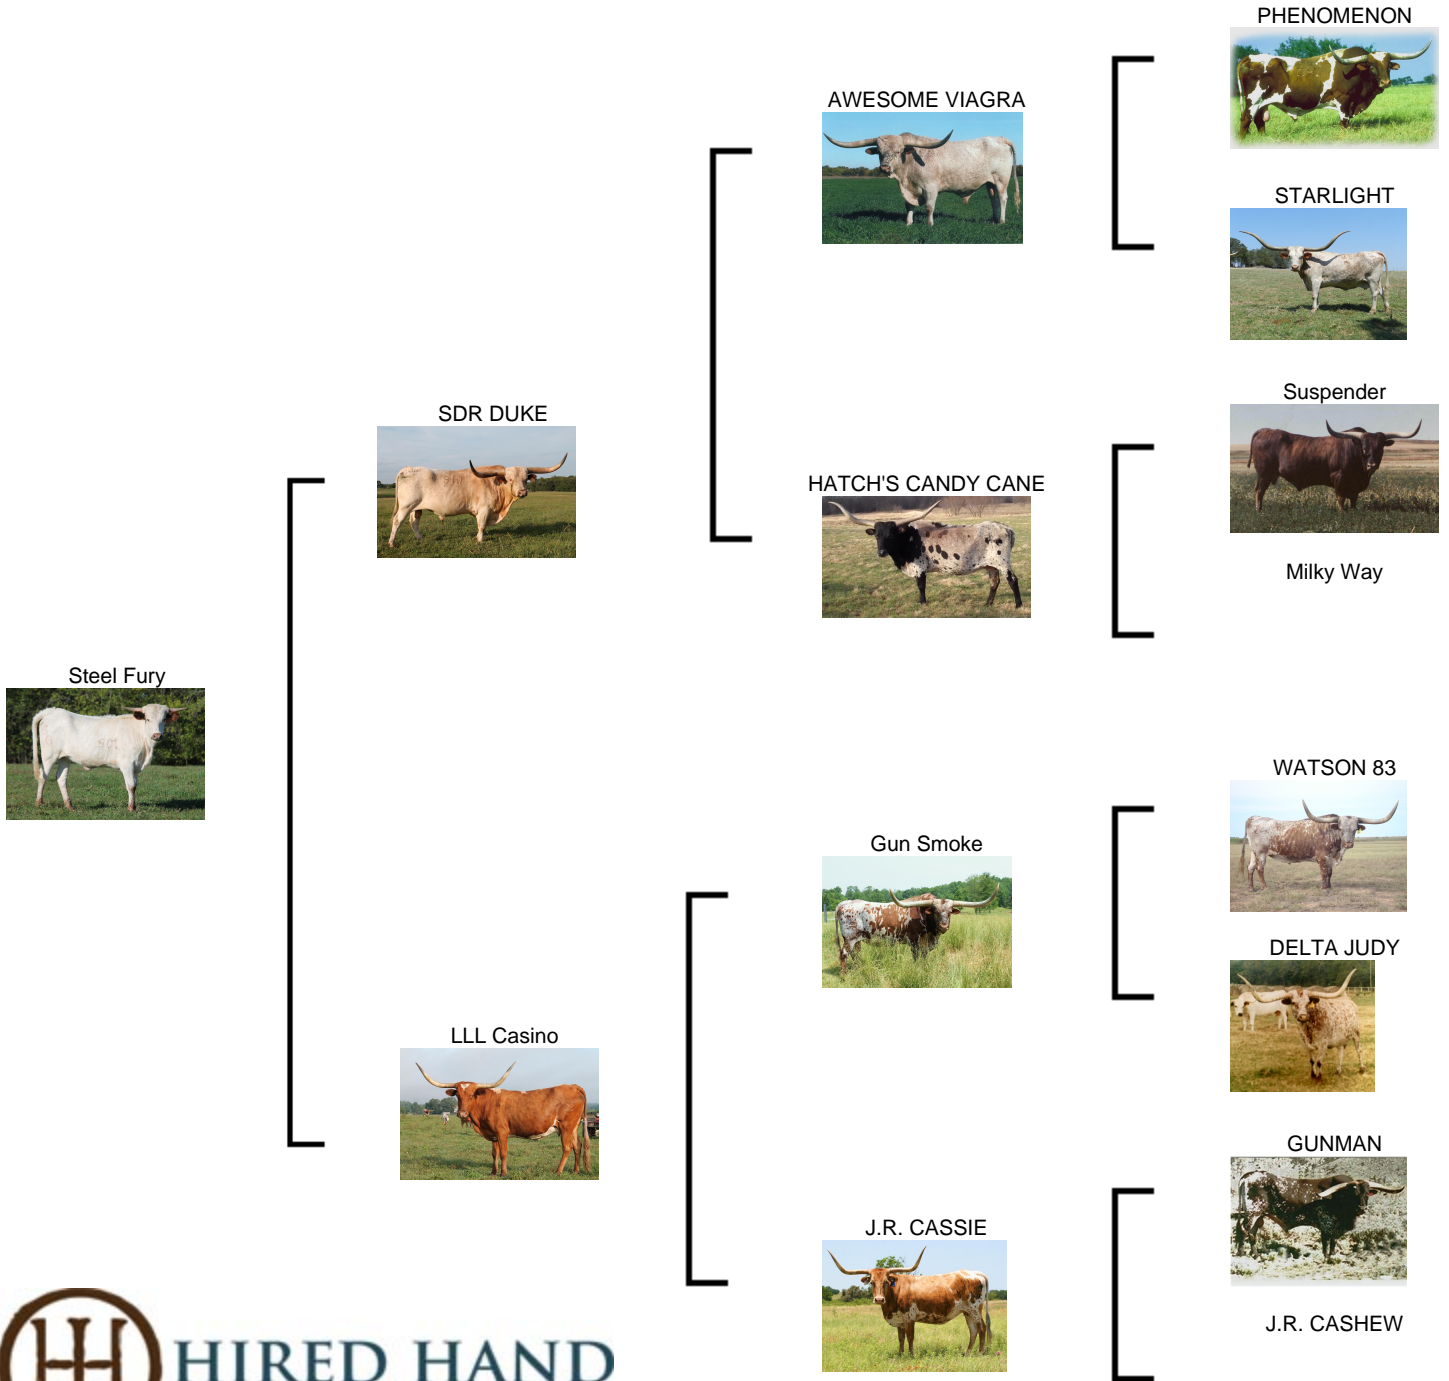 PHENOMENON
AWESOME VIAGRA
STARLIGHT
Suspender
SDR DUKE
HATCH'S CANDY CANE
Milky Way
Steel Fury
WATSON 83
Gun Smoke
DELTA JUDY
LLL Casino
GUNMAN
J.R. CASSIE
J.R. CASHEW
HIRED HAND